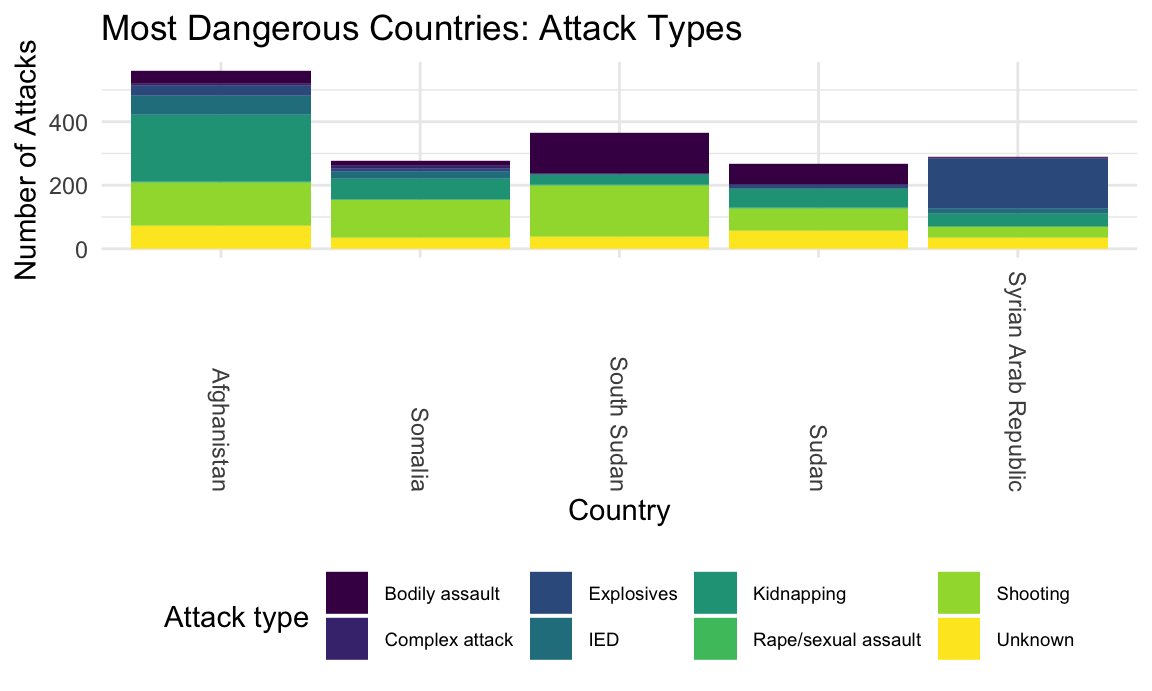 Most Dangerous Countries: Attack Types
Number of Attacks
400
200
0
Afghanistan
Somalia
South Sudan
Sudan
Syrian Arab Republic
Country
Attack type
Bodily assault
Complex attack
Explosives
IED
Kidnapping
Rape/sexual assault
Shooting
Unknown